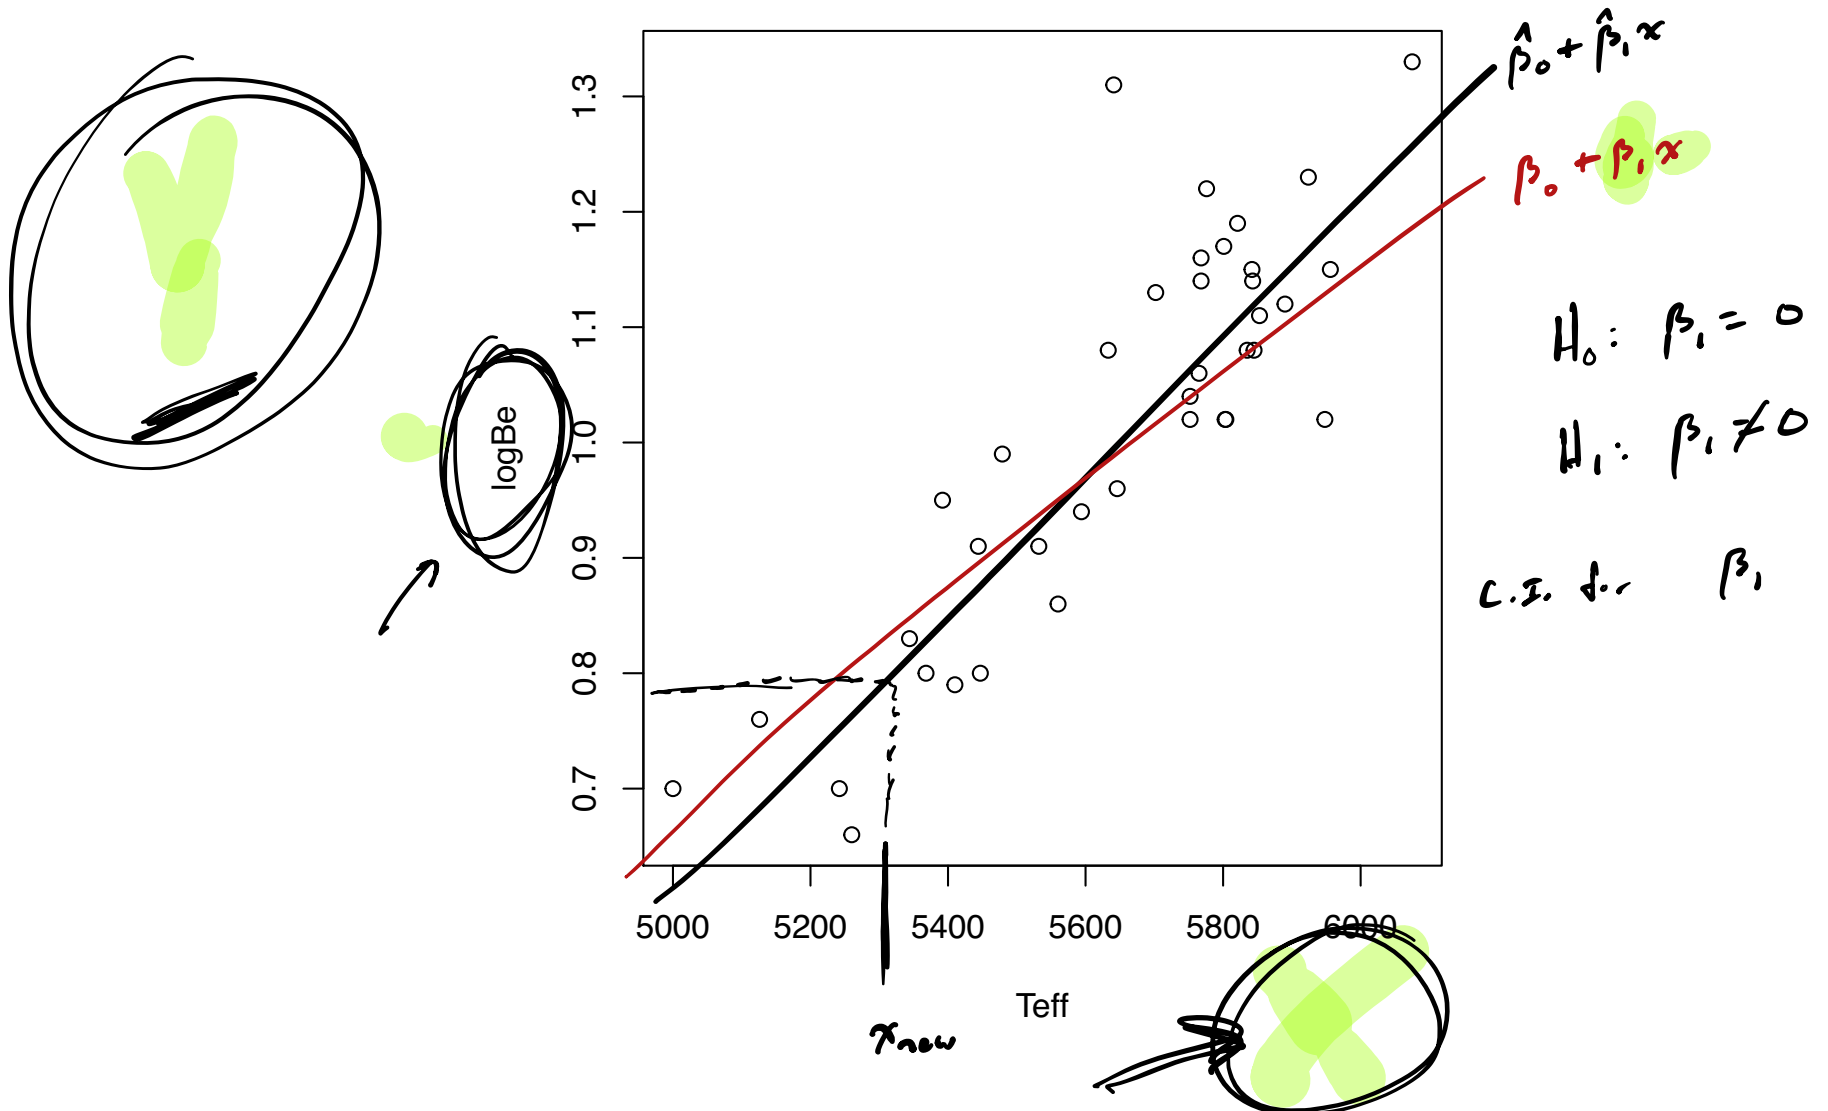 β̂₀ + β̂₁x
β₀ + β₁x
Y
H₀: β₁ = 0
H₁: β₁ ≠ 0
C.I. for β₁
logBe
1.3
1.2
1.1
1.0
0.9
0.8
0.7
5000 5200 5400 5600 5800 6000
Teff
x_new
X